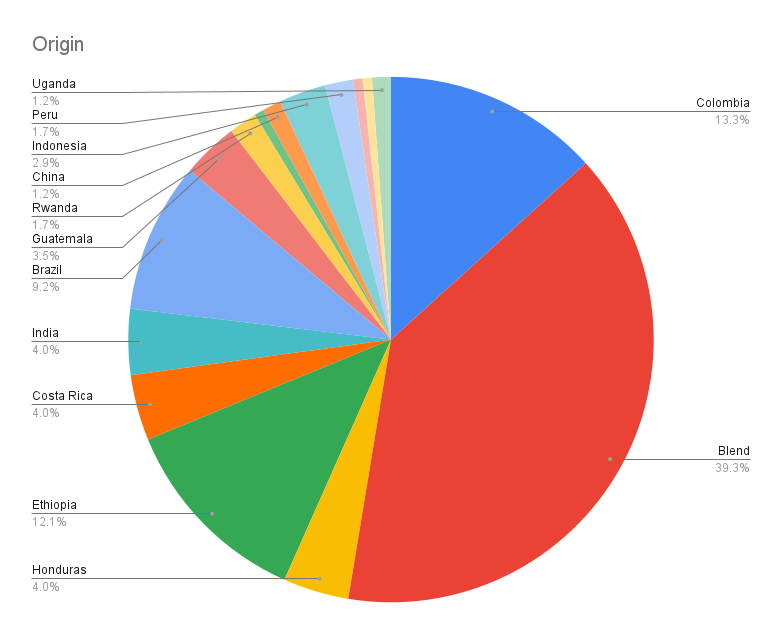 Origin
Uganda
1.2%
Peru
1.7%
Indonesia
2.9%
China
1.2%
Rwanda
1.7%
Guatemala
3.5%
Brazil
9.2%
India
4.0%
Costa Rica
4.0%
Ethiopia
12.1%
Honduras
4.0%
Colombia
13.3%
Blend
39.3%